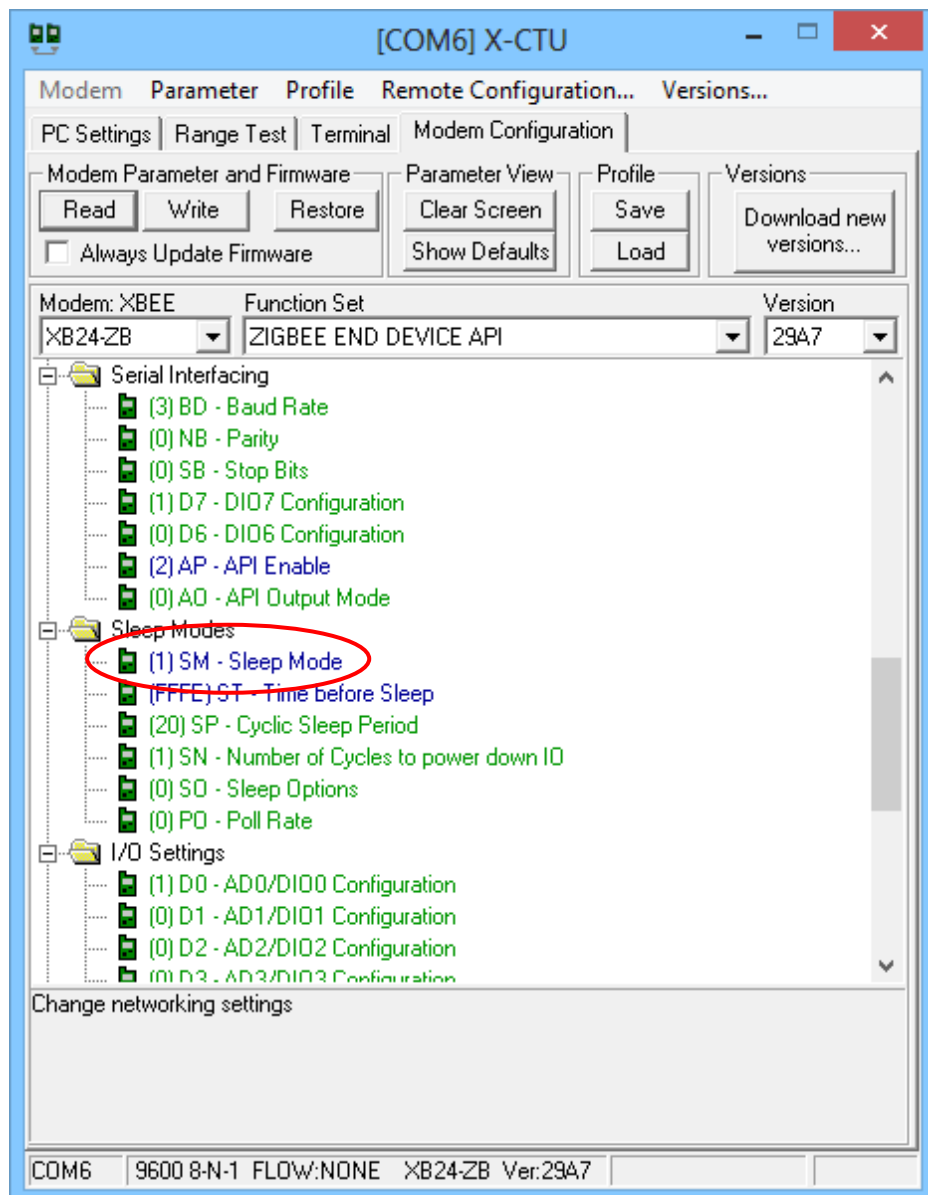 [COM6] X-CTU
Modem Parameter Profile Remote Configuration... Versions...
PC Settings Range Test Terminal Modem Configuration
Modem Parameter and Firmware Parameter View Profile Versions
Read Write Restore Clear Screen Save Download new versions...
Always Update Firmware Show Defaults Load
Modem: XBEE Function Set Version
XB24-ZB ZIGBEE END DEVICE API 29A7
Serial Interfacing
(3) BD - Baud Rate
(0) NB - Parity
(0) SB - Stop Bits
(1) D7 - DIO7 Configuration
(0) D6 - DIO6 Configuration
(2) AP - API Enable
(0) AO - API Output Mode
Sleep Modes
(1) SM - Sleep Mode
(FFFE) ST - Time before Sleep
(20) SP - Cyclic Sleep Period
(1) SN - Number of Cycles to power down IO
(0) SO - Sleep Options
(0) PO - Poll Rate
I/O Settings
(1) D0 - AD0/DIO0 Configuration
(0) D1 - AD1/DIO1 Configuration
(0) D2 - AD2/DIO2 Configuration
(0) D3 - AD3/DIO3 Configuration
Change networking settings
COM6 9600 8-N-1 FLOW:NONE XB24-ZB Ver:29A7